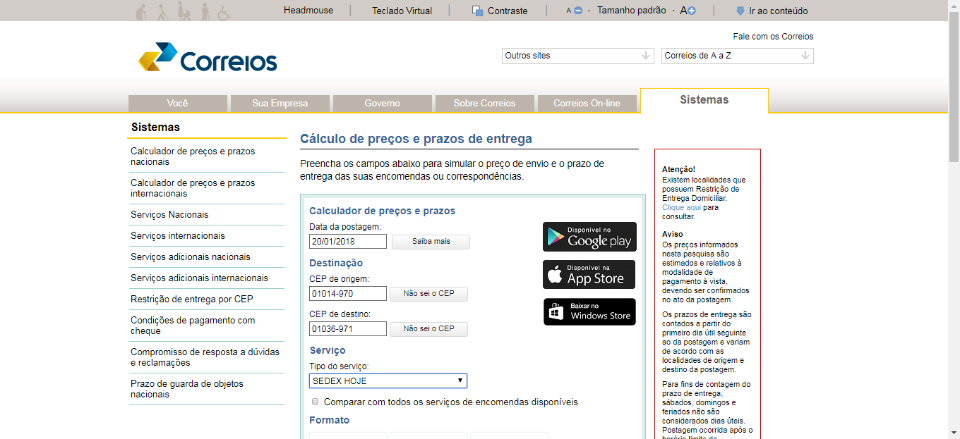 Headmouse
Teclado Virtual
Contraste
A
Tamanho padrão
A
Ir ao conteúdo
Fale com os Correios
Correios
Outros sites
Correios de A a Z
Você
Sua Empresa
Governo
Sobre Correios
Correios On-line
Sistemas
Sistemas
Calculador de preços e prazos
nacionais
Calculador de preços e prazos
internacionais
Serviços Nacionais
Serviços internacionais
Serviços adicionais nacionais
Serviços adicionais internacionais
Restrição de entrega por CEP
Condições de pagamento com
cheque
Compromisso de resposta a dúvidas
e reclamações
Prazo de guarda de objetos
nacionais
Cálculo de preços e prazos de entrega
Preencha os campos abaixo para simular o preço de envio e o prazo de
entrega das suas encomendas ou correspondências.
Calculador de preços e prazos
Data da postagem:
20/01/2018
Saiba mais
Destinação
CEP de origem:
01014-970
Não sei o CEP
CEP de destino:
01036-971
Não sei o CEP
Serviço
Tipo do serviço:
SEDEX HOJE
Comparar com todos os serviços de encomendas disponíveis
Formato
Disponível no
Google play
Disponível na
App Store
Baixar no
Windows Store
Atenção!
Existem localidades que
possuem Restrição de
Entrega Domiciliar.
Clique aqui para
consultar.
Aviso
Os preços informados
nesta pesquisa são
estimados e relativos à
modalidade de
pagamento à vista,
devendo ser confirmados
no ato da postagem.
Os prazos de entrega são
contados a partir do
primeiro dia útil seguinte
ao da postagem e variam
de acordo com as
localidades de origem e
destino da postagem.
Para fins de contagem do
prazo de entrega,
sábados, domingos e
feriados não são
considerados dias úteis.
Postagem ocorrida após o
horário limite de